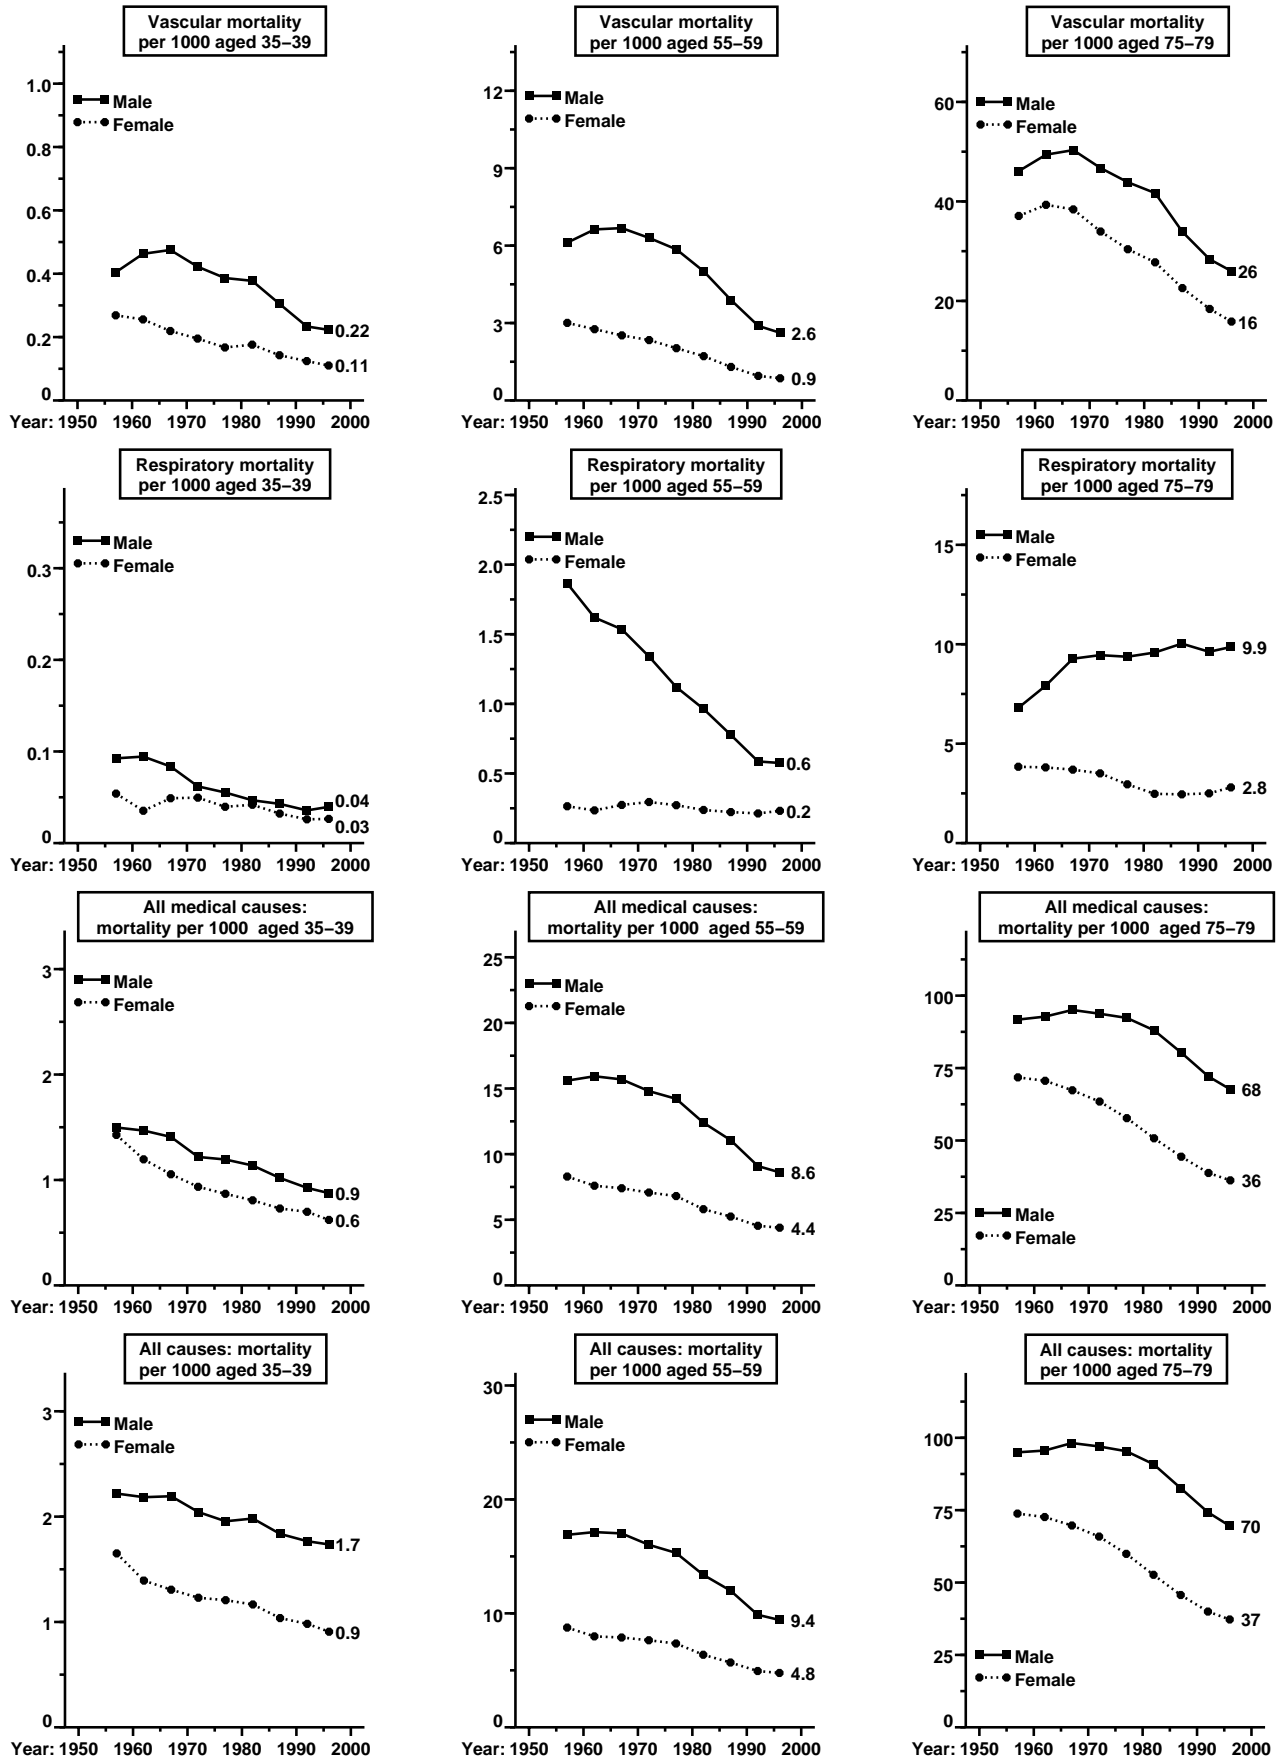 Vascular mortality
per 1000 aged 35–39
1.0
0.8
0.6
0.4
0.2
0
Male
Female
0.22
0.11
Year: 1950 1960 1970 1980 1990 2000
Vascular mortality
per 1000 aged 55–59
12
9
6
3
0
Male
Female
2.6
0.9
Year: 1950 1960 1970 1980 1990 2000
Vascular mortality
per 1000 aged 75–79
60
40
20
0
Male
Female
26
16
Year: 1950 1960 1970 1980 1990 2000
Respiratory mortality
per 1000 aged 35–39
0.3
0.2
0.1
0
Male
Female
0.04
0.03
Year: 1950 1960 1970 1980 1990 2000
Respiratory mortality
per 1000 aged 55–59
2.5
2.0
1.5
1.0
0.5
0
Male
Female
0.6
0.2
Year: 1950 1960 1970 1980 1990 2000
Respiratory mortality
per 1000 aged 75–79
15
10
5
0
Male
Female
9.9
2.8
Year: 1950 1960 1970 1980 1990 2000
All medical causes:
mortality per 1000 aged 35–39
3
2
1
0
Male
Female
0.9
0.6
Year: 1950 1960 1970 1980 1990 2000
All medical causes:
mortality per 1000 aged 55–59
25
20
15
10
5
0
Male
Female
8.6
4.4
Year: 1950 1960 1970 1980 1990 2000
All medical causes:
mortality per 1000 aged 75–79
100
75
50
25
0
68
36
Male
Female
Year: 1950 1960 1970 1980 1990 2000
All causes: mortality
per 1000 aged 35–39
3
2
1
0
Male
Female
1.7
0.9
Year: 1950 1960 1970 1980 1990 2000
All causes: mortality
per 1000 aged 55–59
30
20
10
0
Male
Female
9.4
4.8
Year: 1950 1960 1970 1980 1990 2000
All causes: mortality
per 1000 aged 75–79
100
75
50
25
0
70
37
Male
Female
Year: 1950 1960 1970 1980 1990 2000